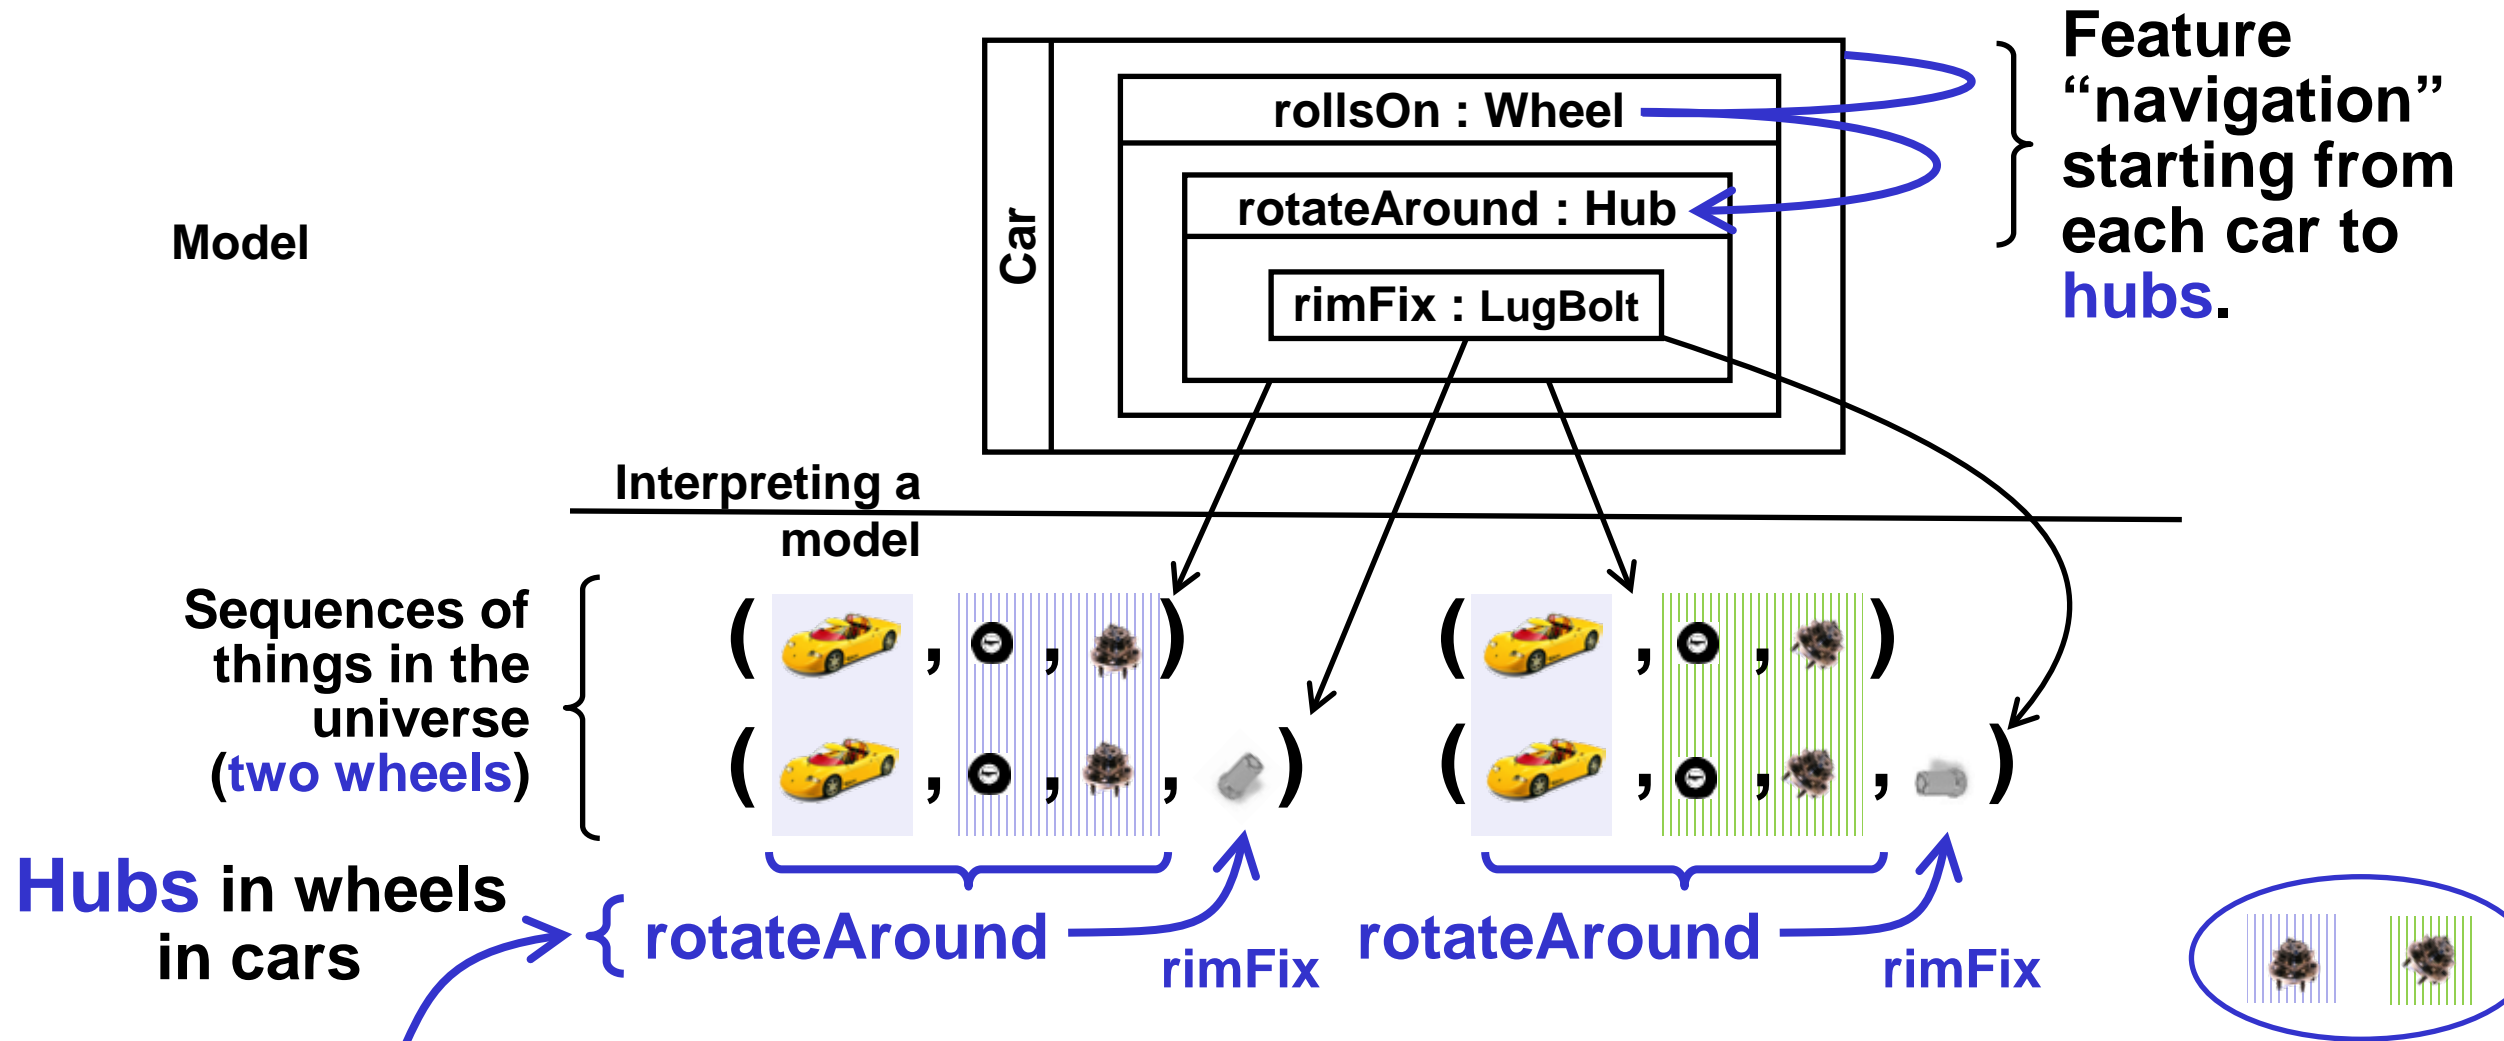 Feature
“navigation”
starting from
each car to
hubs.
Car
rollsOn : Wheel
rotateAround : Hub
rimFix : LugBolt
Model
Interpreting a
model
Sequences of
things in the
universe
(two wheels)
( , , )
( , , )
( , , , )
( , , , )
Hubs in wheels
in cars
rotateAround
rimFix
rotateAround
rimFix